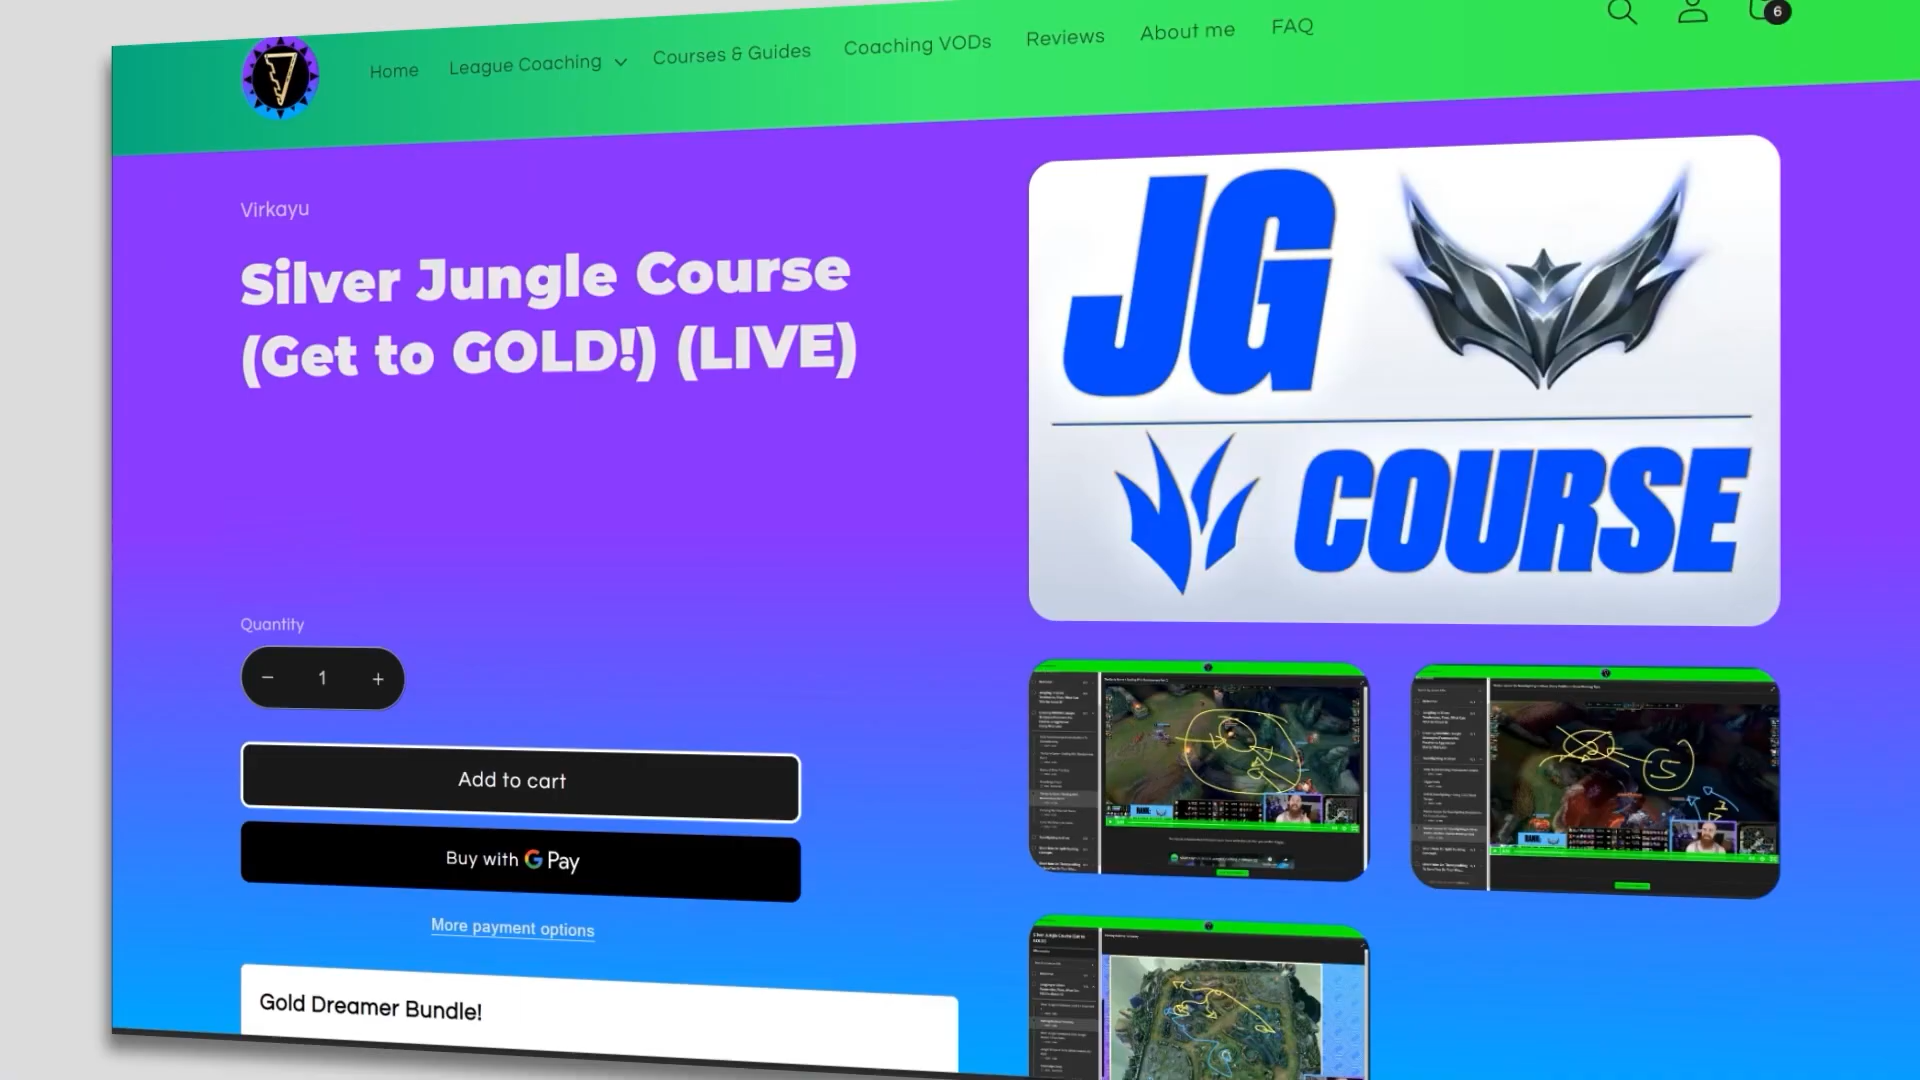 Home
League Coaching
Courses & Guides
Coaching VODs
Reviews
About me
FAQ
6
Virkayu
Silver Jungle Course
(Get to GOLD!) (LIVE)
JG
COURSE
Quantity
− 1 +
Add to cart
Buy with G Pay
More payment options
Gold Dreamer Bundle!